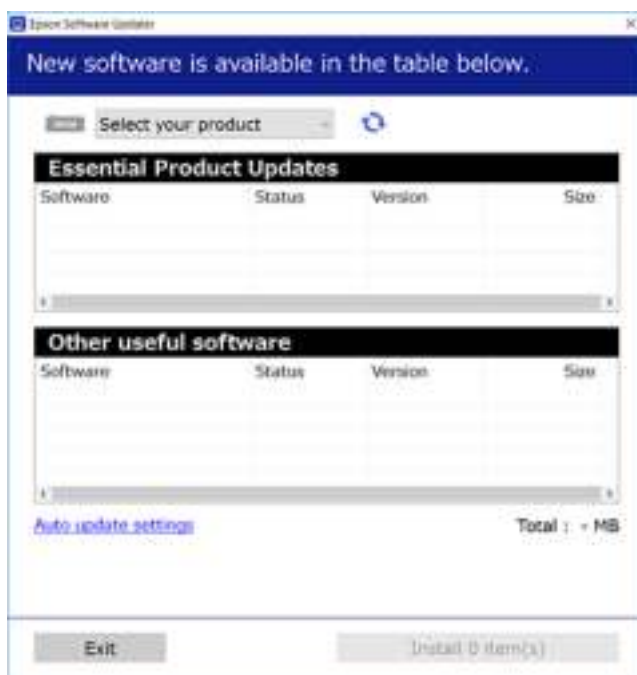 Epson Software Updater
New software is available in the table below.
Select your product
Essential Product Updates
Software Status Version Size
Other useful software
Software Status Version Size
Auto update settings Total : - MB
Exit Install 0 item(s)